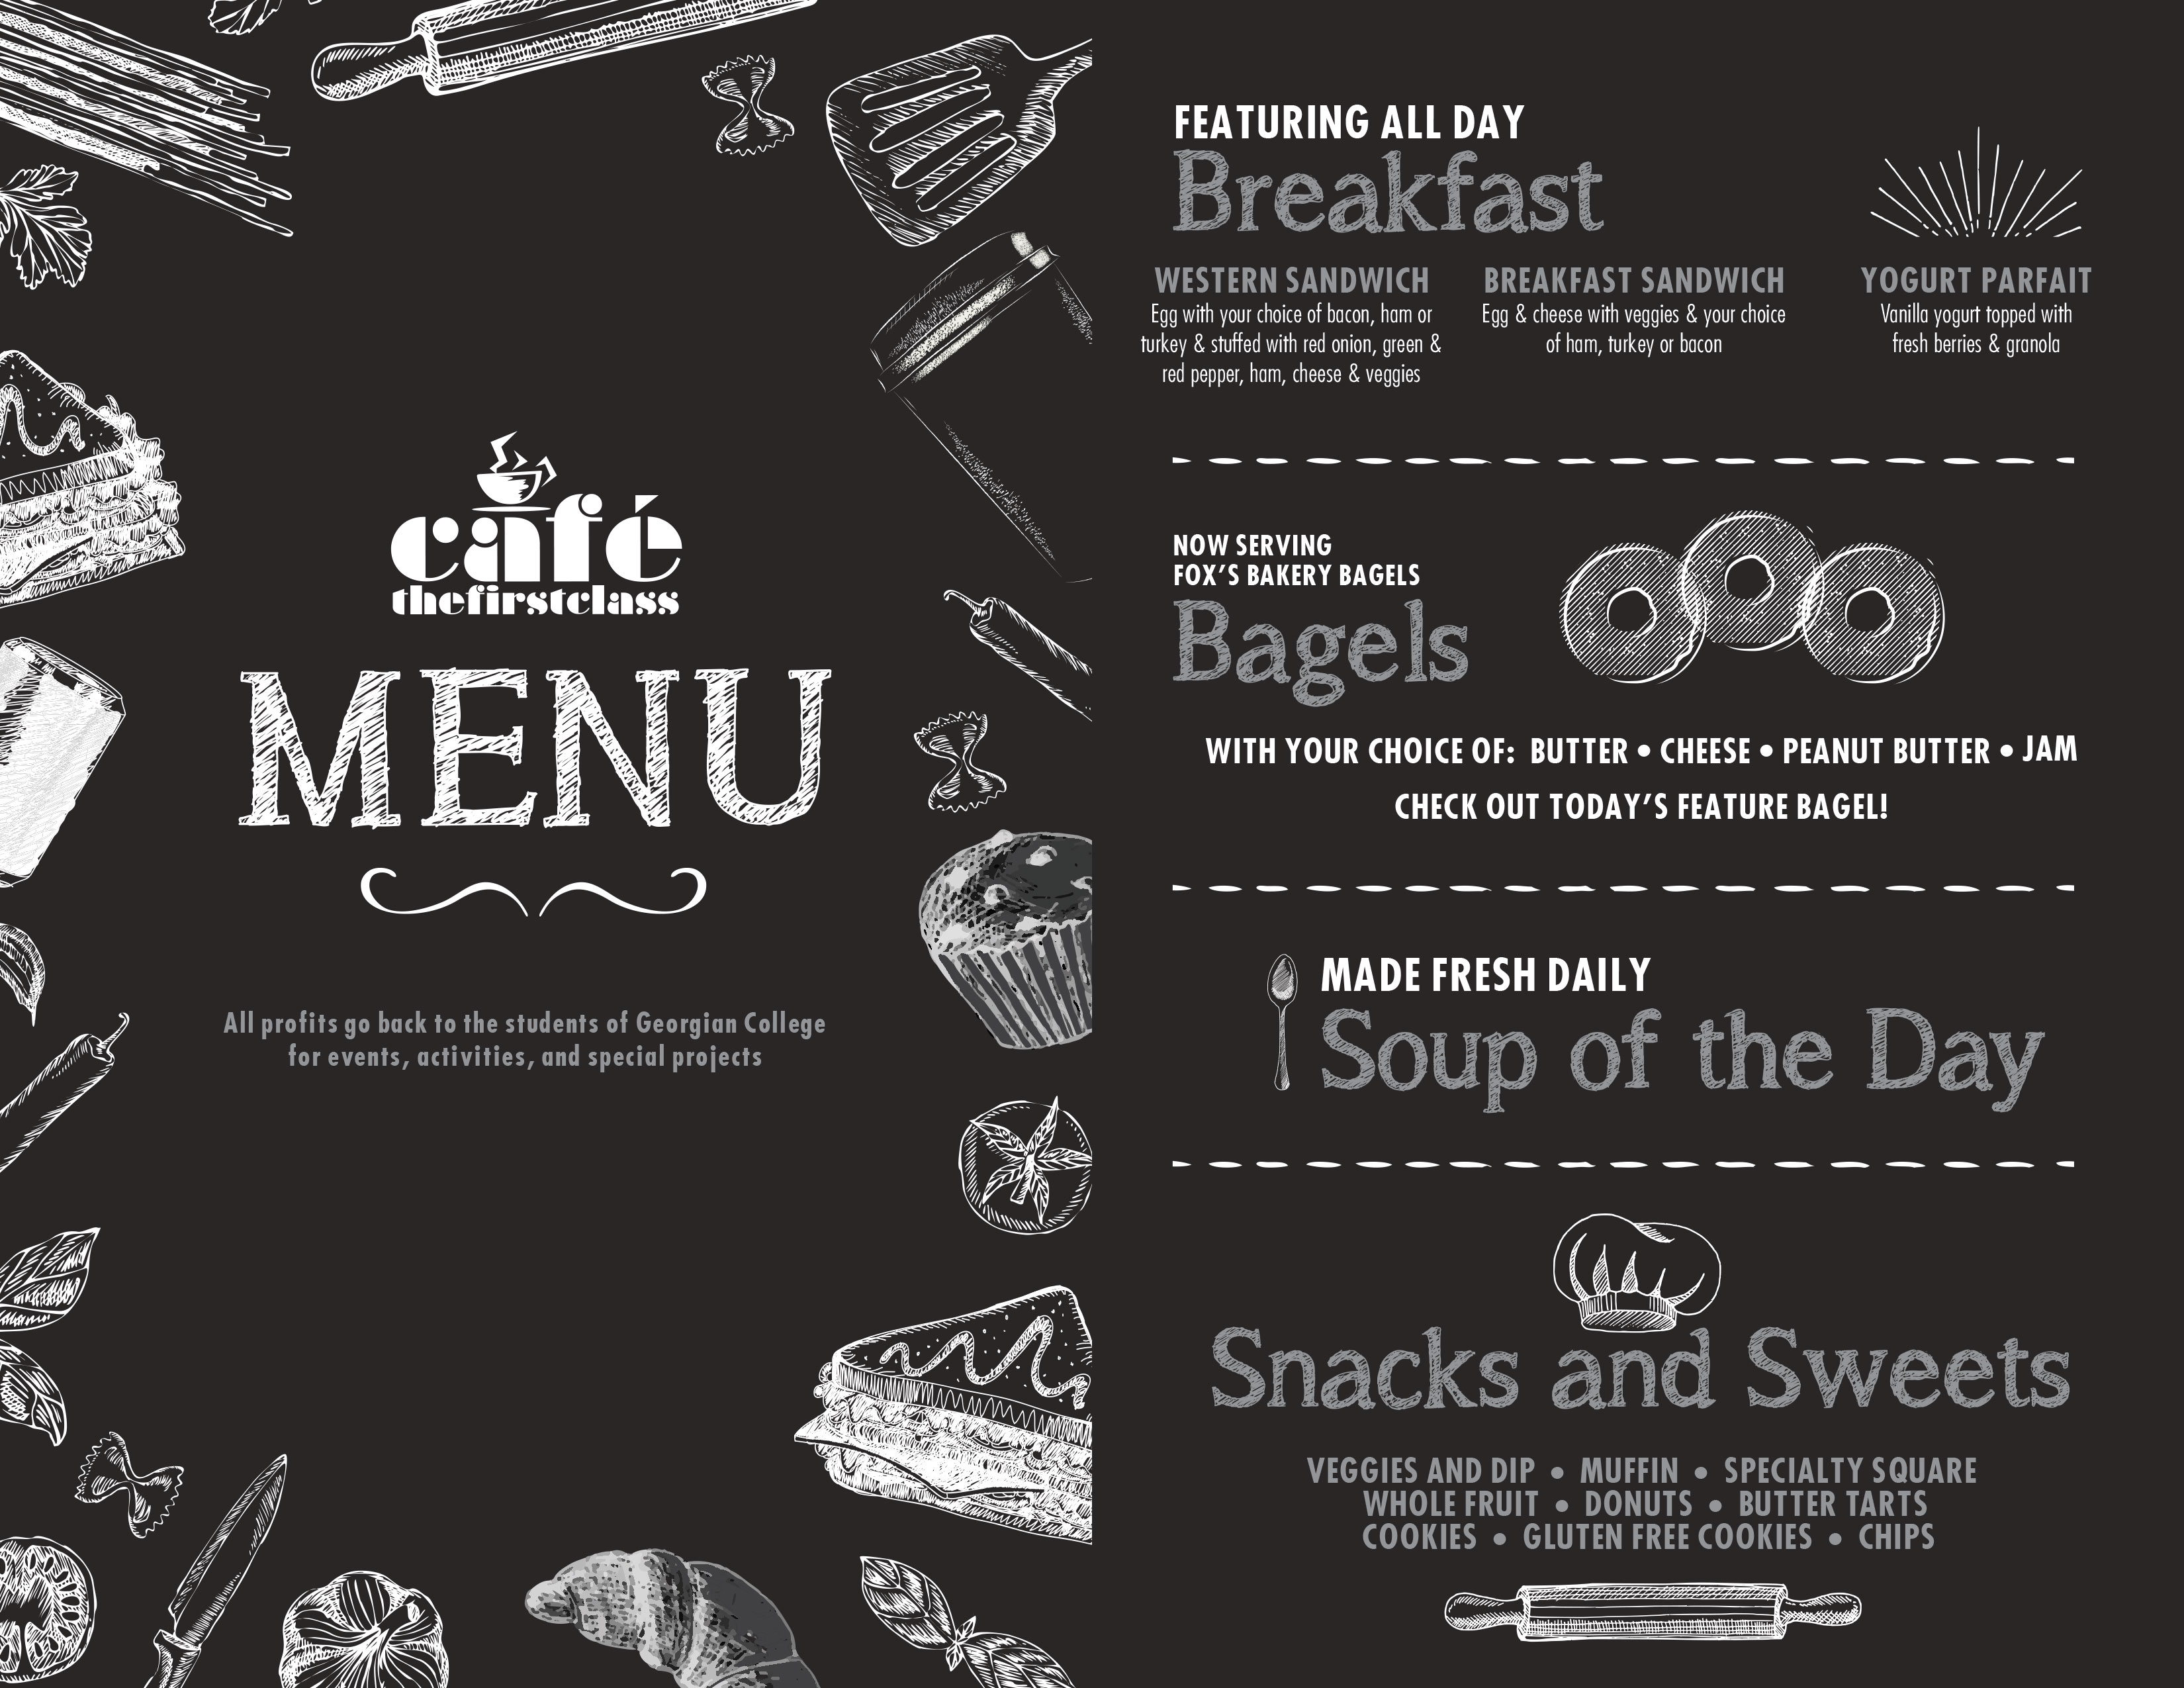 café
thefirstclass
MENU
All profits go back to the students of Georgian College
for events, activities, and special projects
FEATURING ALL DAY
Breakfast
WESTERN SANDWICH
Egg with your choice of bacon, ham or
turkey & stuffed with red onion, green &
red pepper, ham, cheese & veggies
BREAKFAST SANDWICH
Egg & cheese with veggies & your choice
of ham, turkey or bacon
YOGURT PARFAIT
Vanilla yogurt topped with
fresh berries & granola
NOW SERVING
FOX’S BAKERY BAGELS
Bagels
WITH YOUR CHOICE OF: BUTTER • CHEESE • PEANUT BUTTER • JAM
CHECK OUT TODAY’S FEATURE BAGEL!
MADE FRESH DAILY
Soup of the Day
Snacks and Sweets
VEGGIES AND DIP • MUFFIN • SPECIALTY SQUARE
WHOLE FRUIT • DONUTS • BUTTER TARTS
COOKIES • GLUTEN FREE COOKIES • CHIPS